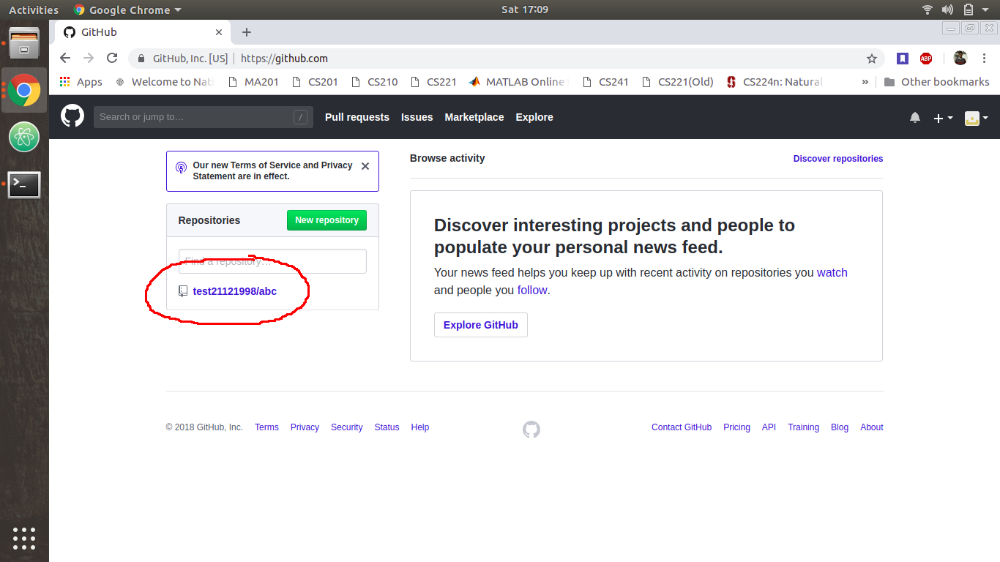 Activities Google Chrome Sat 17:09
GitHub
GitHub, Inc. [US] https://github.com ABP
Apps Welcome to Nati MA201 CS201 CS210 CS221 MATLAB Online CS241 CS221(Old) CS224n: Natural » Other bookmarks
Search or jump to… / Pull requests Issues Marketplace Explore
Our new Terms of Service and Privacy
Statement are in effect.
Repositories New repository
Find a repository…
test21121998/abc
Browse activity Discover repositories
Discover interesting projects and people to
populate your personal news feed.
Your news feed helps you keep up with recent activity on repositories you watch
and people you follow.
Explore GitHub
© 2018 GitHub, Inc. Terms Privacy Security Status Help Contact GitHub Pricing API Training Blog About